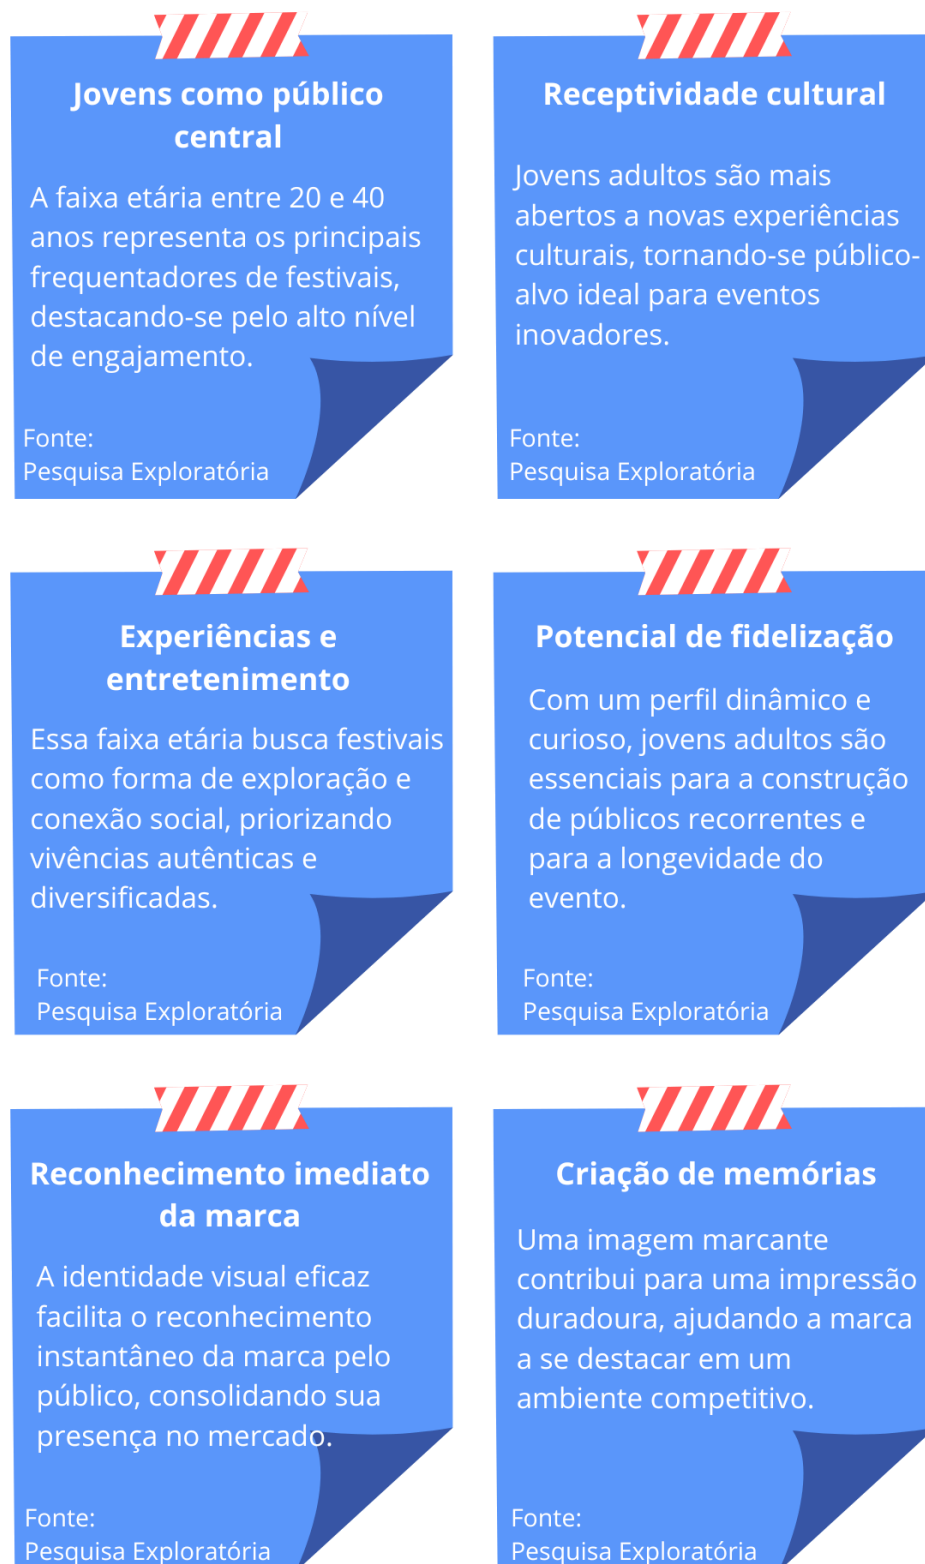 Jovens como público
central
A faixa etária entre 20 e 40
anos representa os principais
frequentadores de festivais,
destacando-se pelo alto nível
de engajamento.
Fonte:
Pesquisa Exploratória
Receptividade cultural
Jovens adultos são mais
abertos a novas experiências
culturais, tornando-se público-
alvo ideal para eventos
inovadores.
Fonte:
Pesquisa Exploratória
Experiências e
entretenimento
Essa faixa etária busca festivais
como forma de exploração e
conexão social, priorizando
vivências autênticas e
diversificadas.
Fonte:
Pesquisa Exploratória
Potencial de fidelização
Com um perfil dinâmico e
curioso, jovens adultos são
essenciais para a construção
de públicos recorrentes e
para a longevidade do
evento.
Fonte:
Pesquisa Exploratória
Reconhecimento imediato
da marca
A identidade visual eficaz
facilita o reconhecimento
instantâneo da marca pelo
público, consolidando sua
presença no mercado.
Fonte:
Pesquisa Exploratória
Criação de memórias
Uma imagem marcante
contribui para uma impressão
duradoura, ajudando a marca
a se destacar em um
ambiente competitivo.
Fonte:
Pesquisa Exploratória